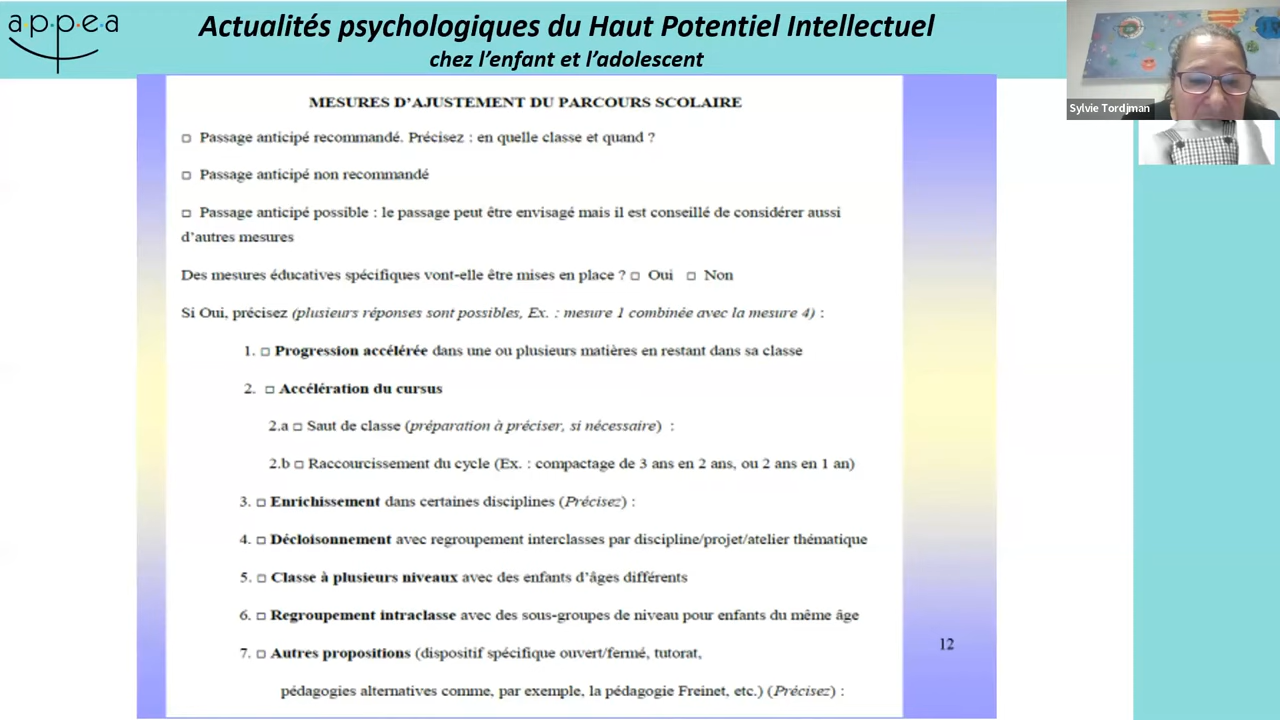 appea
Actualités psychologiques du Haut Potentiel Intellectuel
chez l'enfant et l'adolescent
Sylvie Tordjman
MESURES D'AJUSTEMENT DU PARCOURS SCOLAIRE
□ Passage anticipé recommandé. Précisez : en quelle classe et quand ?
□ Passage anticipé non recommandé
□ Passage anticipé possible : le passage peut être envisagé mais il est conseillé de considérer aussi
d'autres mesures
Des mesures éducatives spécifiques vont-elle être mises en place ? □ Oui □ Non
Si Oui, précisez (plusieurs réponses sont possibles, Ex. : mesure 1 combinée avec la mesure 4) :
1. □ Progression accélérée dans une ou plusieurs matières en restant dans sa classe
2. □ Accélération du cursus
2.a □ Saut de classe (préparation à préciser, si nécessaire) :
2.b □ Raccourcissement du cycle (Ex. : compactage de 3 ans en 2 ans, ou 2 ans en 1 an)
3. □ Enrichissement dans certaines disciplines (Précisez) :
4. □ Décloisonnement avec regroupement interclasses par discipline/projet/atelier thématique
5. □ Classe à plusieurs niveaux avec des enfants d'âges différents
6. □ Regroupement intraclasse avec des sous-groupes de niveau pour enfants du même âge
7. □ Autres propositions (dispositif spécifique ouvert/fermé, tutorat,
pédagogies alternatives comme, par exemple, la pédagogie Freinet, etc.) (Précisez) :
12